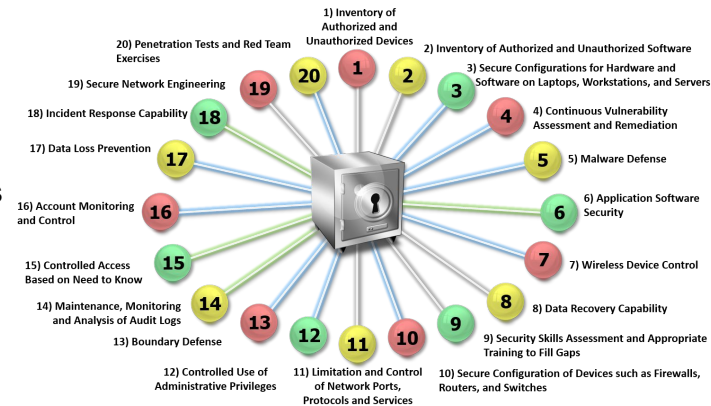 1) Inventory of
Authorized and
Unauthorized Devices
2) Inventory of Authorized and Unauthorized Software
3) Secure Configurations for Hardware and
Software on Laptops, Workstations, and Servers
4) Continuous Vulnerability
Assessment and Remediation
5) Malware Defense
6) Application Software
Security
7) Wireless Device Control
8) Data Recovery Capability
9) Security Skills Assessment and Appropriate
Training to Fill Gaps
10) Secure Configuration of Devices such as Firewalls,
Routers, and Switches
11) Limitation and Control
of Network Ports,
Protocols and Services
12) Controlled Use of
Administrative Privileges
13) Boundary Defense
14) Maintenance, Monitoring
and Analysis of Audit Logs
15) Controlled Access
Based on Need to Know
16) Account Monitoring
and Control
17) Data Loss Prevention
18) Incident Response Capability
19) Secure Network Engineering
20) Penetration Tests and Red Team
Exercises
1
2
3
4
5
6
7
8
9
10
11
12
13
14
15
16
17
18
19
20